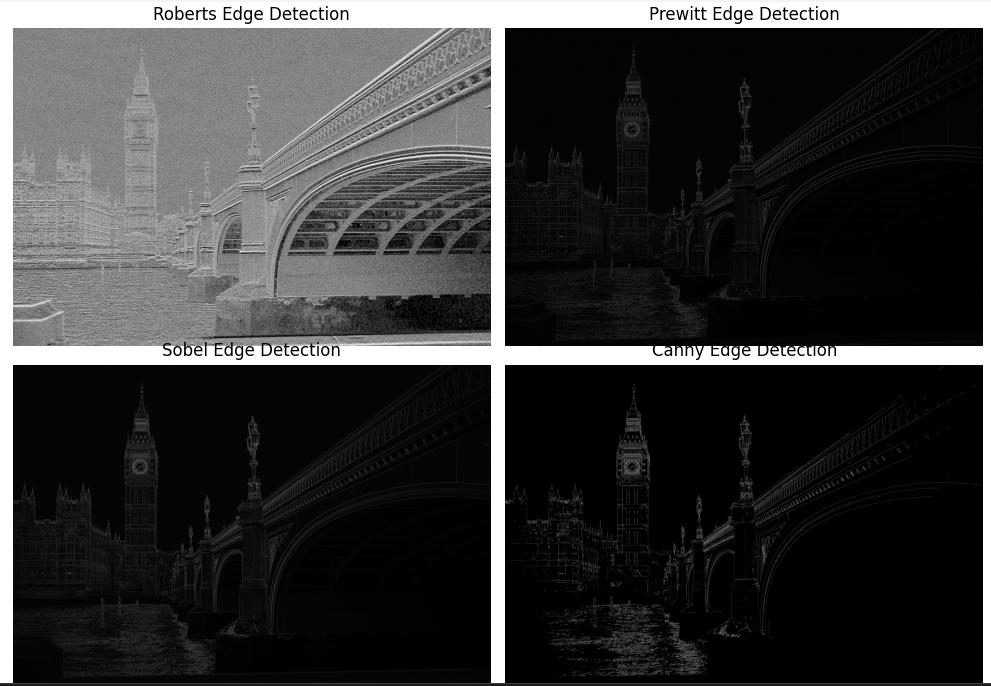 Roberts Edge Detection
Prewitt Edge Detection
Sobel Edge Detection
Canny Edge Detection